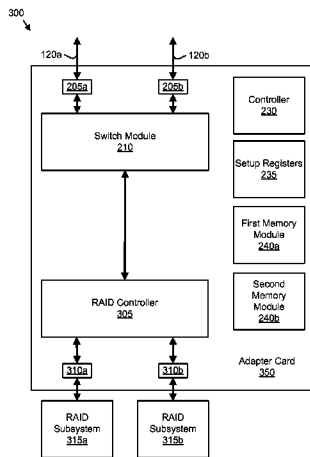 300
120a
120b
205a
205b
Switch Module
210
Controller
230
Setup Registers
235
First Memory
Module
240a
Second
Memory
Module
240b
RAID Controller
305
310a
310b
Adapter Card
350
RAID
Subsystem
315a
RAID
Subsystem
315b